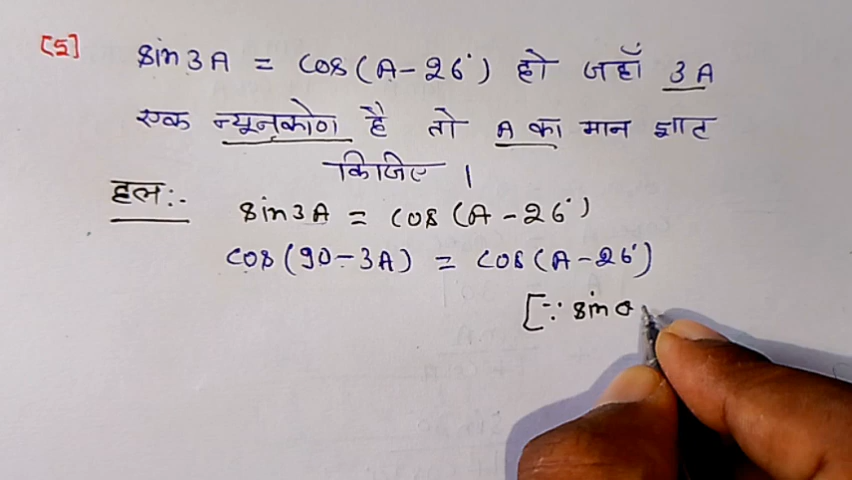 [5] sin 3A = cos (A - 26°) हो जहाँ 3A
एक न्यूनकोण है तो A का मान ज्ञात
किजिए ।
हल:- sin 3A = cos (A - 26°)
cos (90 - 3A) = cos (A - 26°)
[∵ sin θ